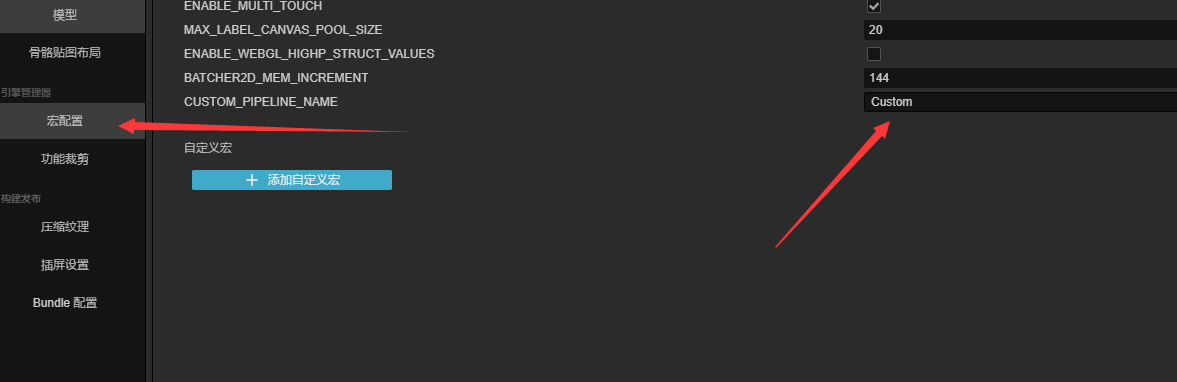 模型
骨骼贴图布局
引擎管理器
宏配置
功能裁剪
构建发布
压缩纹理
插屏设置
Bundle 配置
ENABLE_MULTI_TOUCH
MAX_LABEL_CANVAS_POOL_SIZE 20
ENABLE_WEBGL_HIGHP_STRUCT_VALUES
BATCHER2D_MEM_INCREMENT 144
CUSTOM_PIPELINE_NAME Custom
自定义宏
+ 添加自定义宏